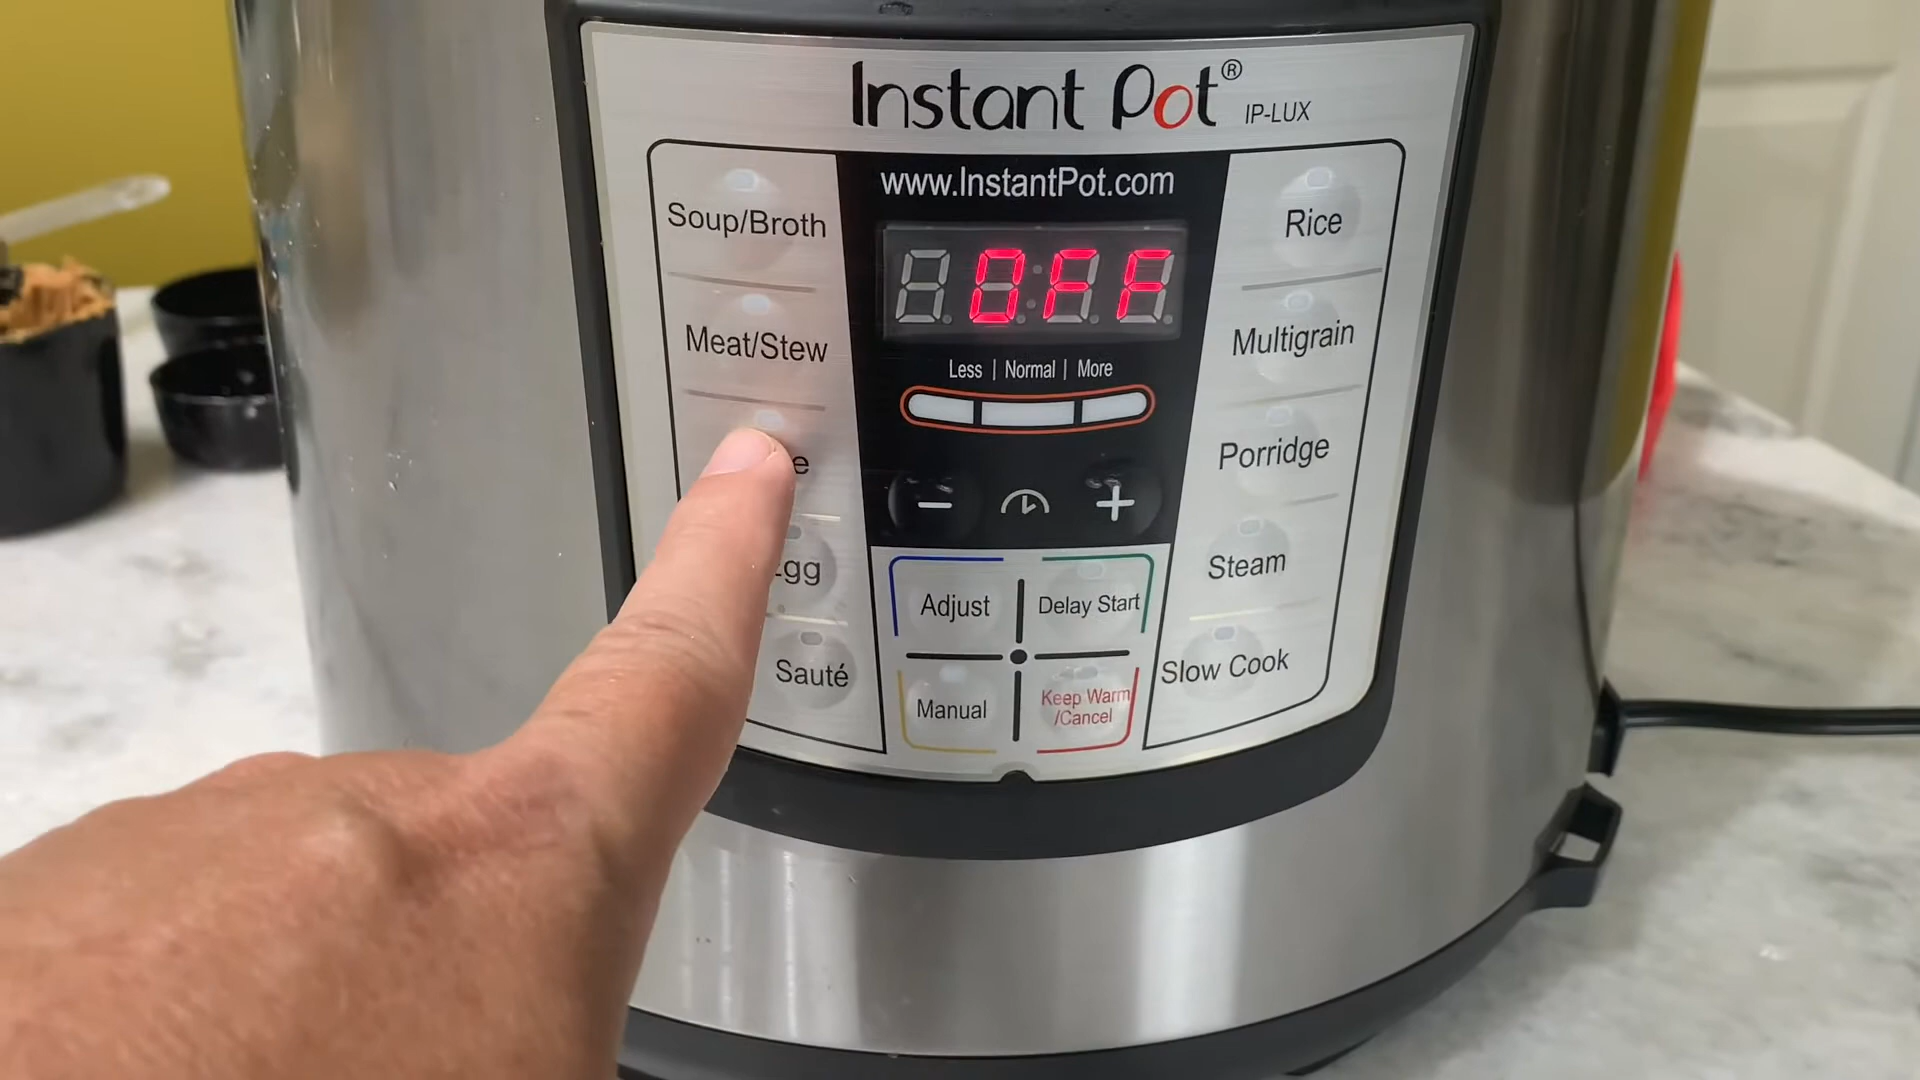 Instant Pot® IP-LUX
www.InstantPot.com
OFF
Less | Normal | More
Soup/Broth
Meat/Stew
Sauté
- +
Adjust
Delay Start
Manual
Keep Warm
/Cancel
Rice
Multigrain
Porridge
Steam
Slow Cook